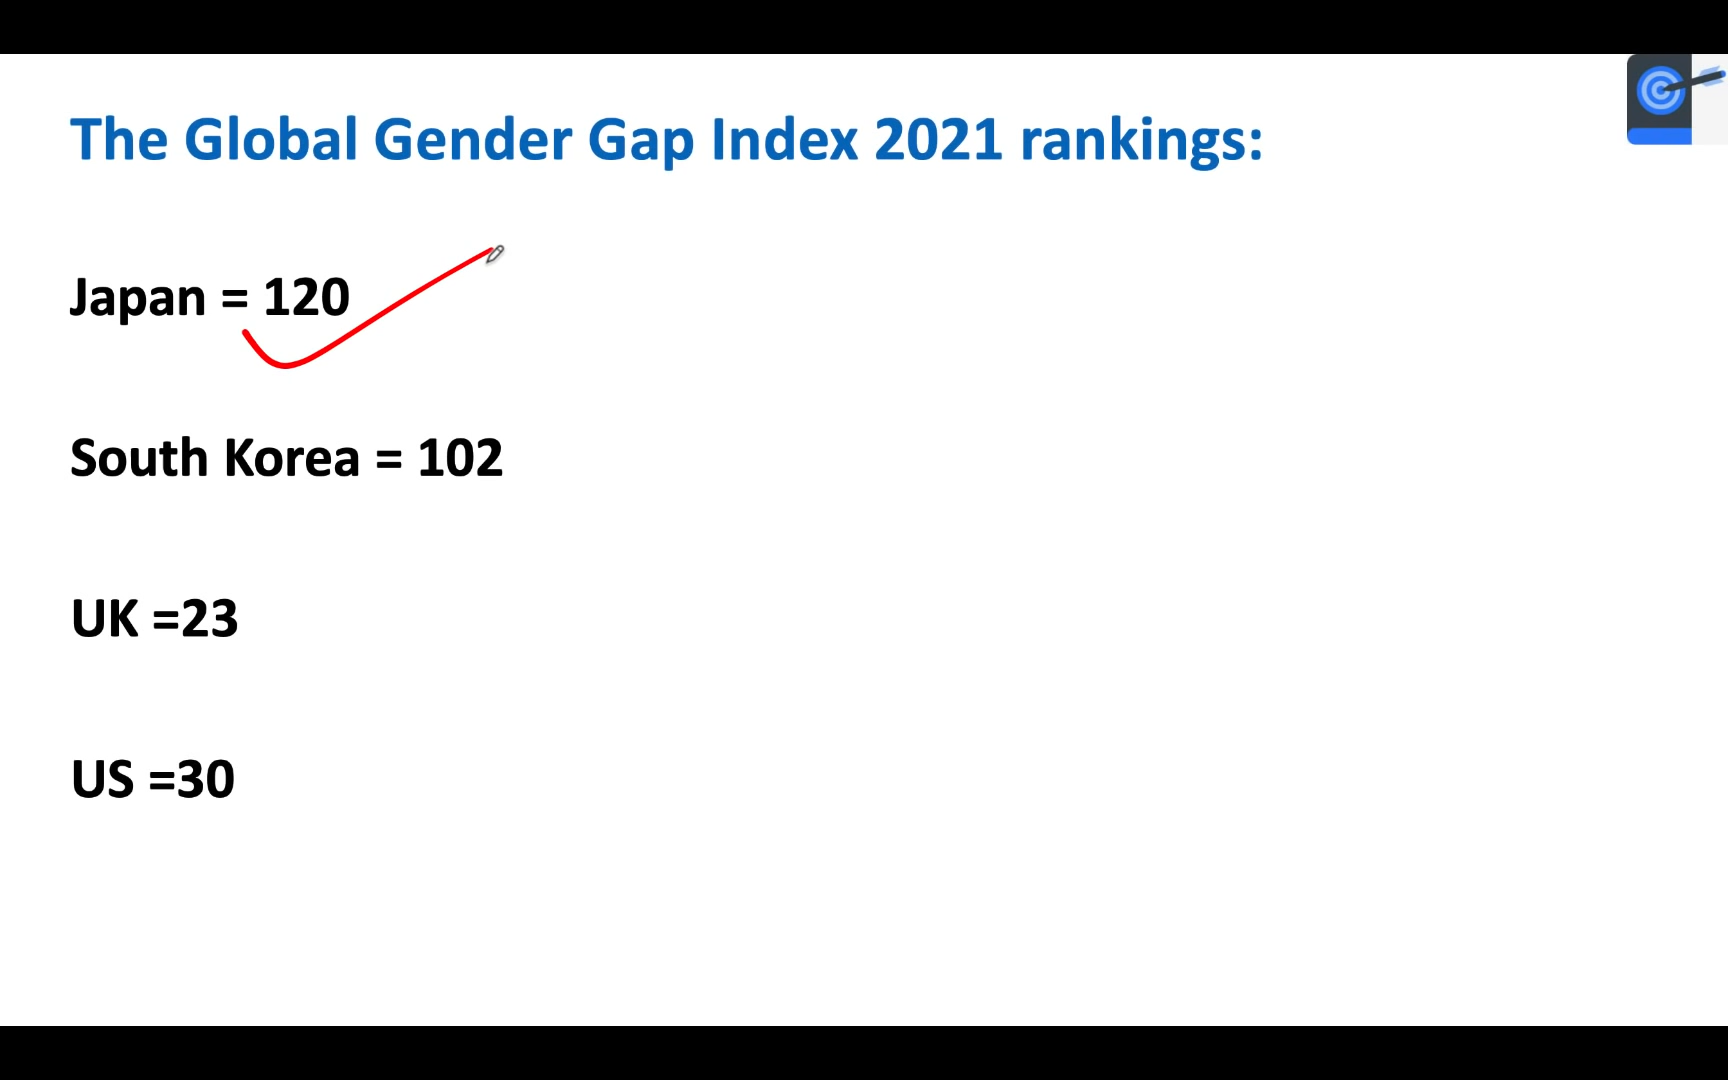 The Global Gender Gap Index 2021 rankings:
Japan = 120
South Korea = 102
UK =23
US =30